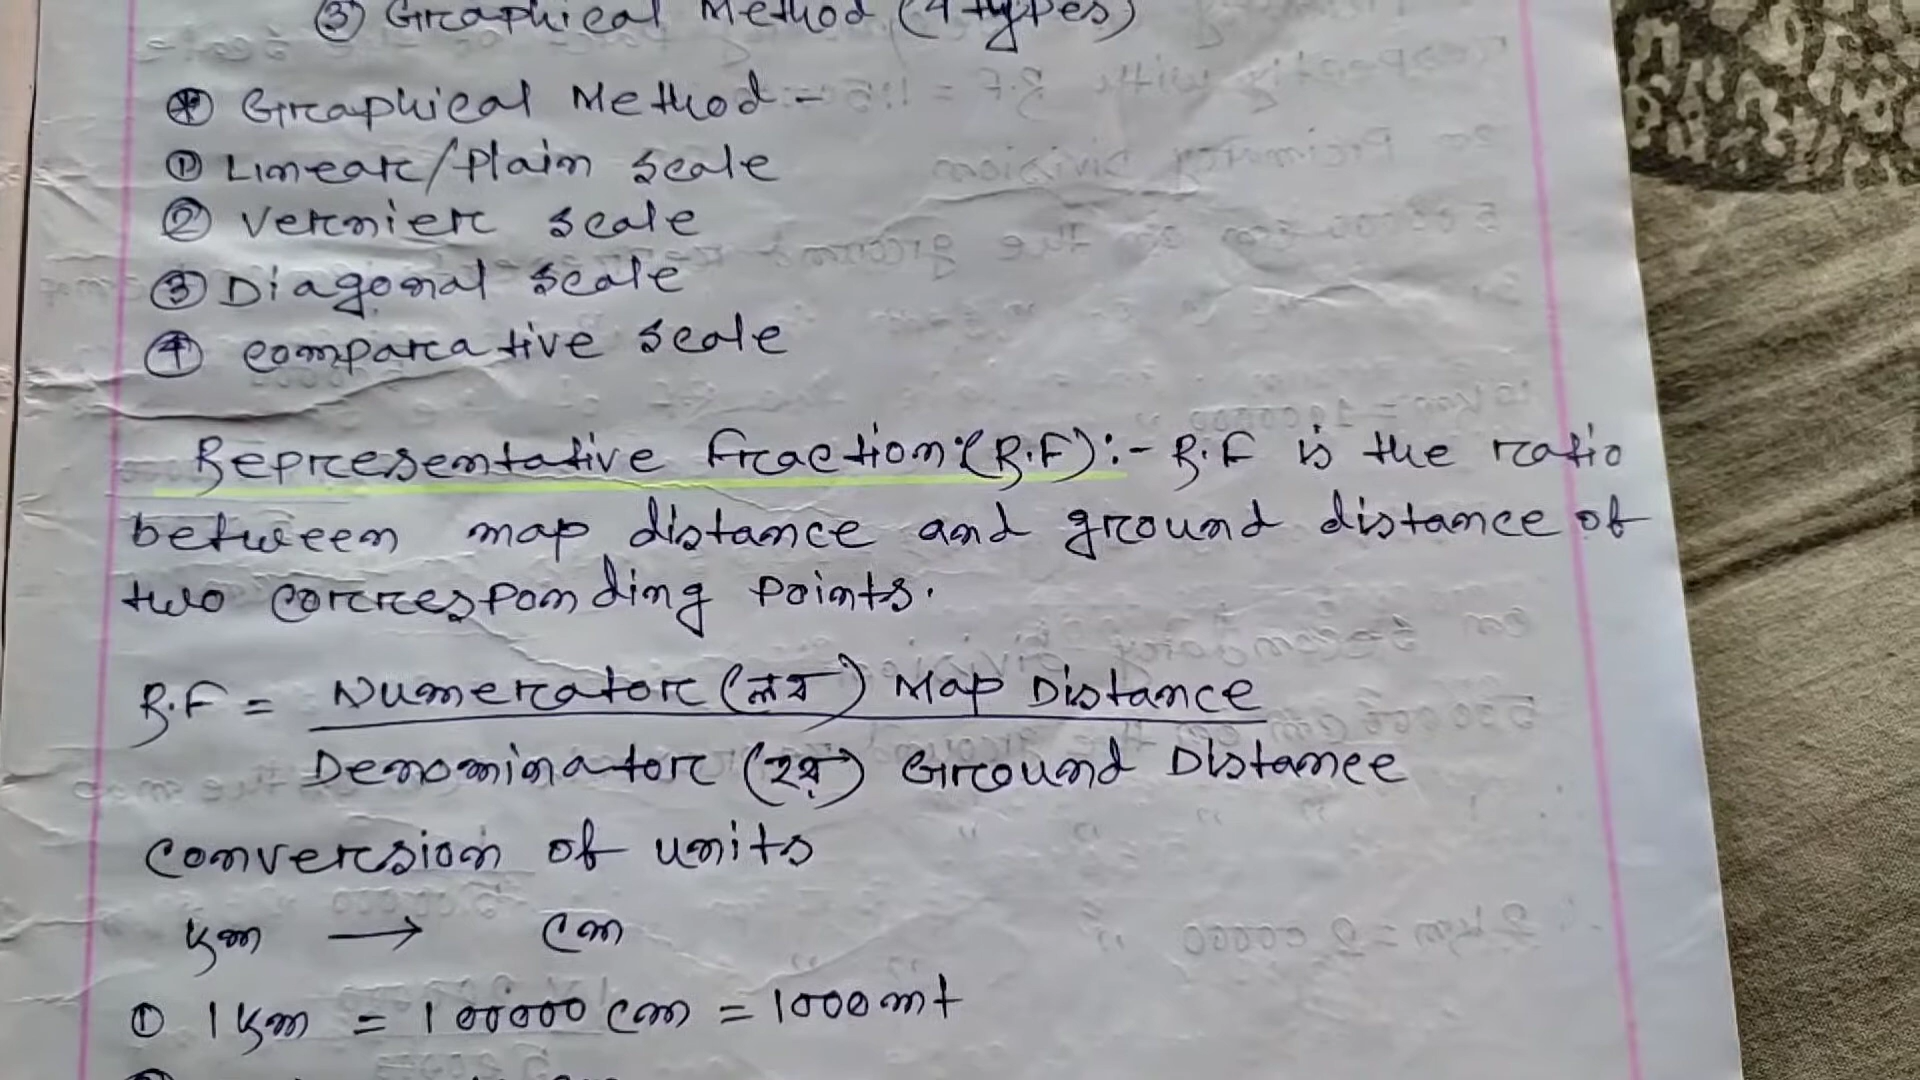 ③ Graphical Method (4 types)
⊛ Graphical Method -
① Linear/Plain scale
② Vernier scale
③ Diagonal scale
④ comparative scale
Representative fraction (R.F):- R.F is the ratio
between map distance and ground distance of
two corresponding points.
R.F = Numerator (लव) Map Distance
Denominator (হর) Ground Distance
conversion of units
km → cm
① 1 km = 100000 cm = 1000 mt